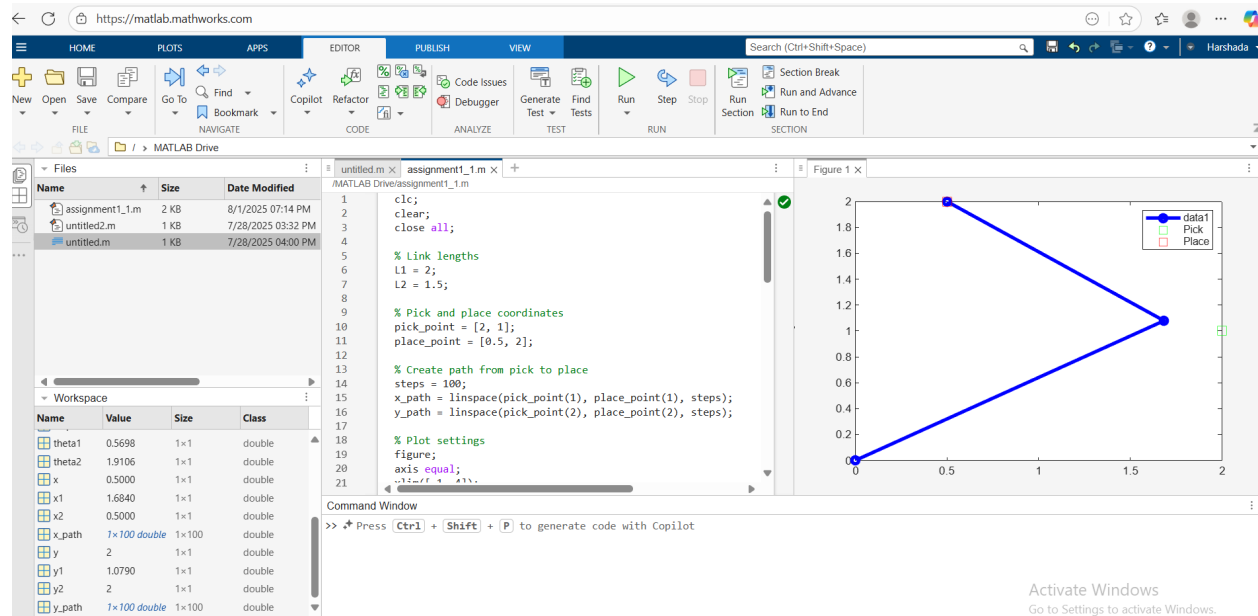 https://matlab.mathworks.com
HOME PLOTS APPS EDITOR PUBLISH VIEW Search (Ctrl+Shift+Space) Harshada
New Open Save Compare Go To Find Bookmark Copilot Refactor Code Issues Debugger Generate Test Find Tests Run Step Stop Run Section Section Break Run and Advance Run to End
FILE NAVIGATE CODE ANALYZE TEST RUN SECTION
/ › MATLAB Drive
Files
Name Size Date Modified
assignment1_1.m 2 KB 8/1/2025 07:14 PM
untitled2.m 1 KB 7/28/2025 03:32 PM
untitled.m 1 KB 7/28/2025 04:00 PM
Workspace
Name Value Size Class
theta1 0.5698 1×1 double
theta2 1.9106 1×1 double
x 0.5000 1×1 double
x1 1.6840 1×1 double
x2 0.5000 1×1 double
x_path 1×100 double 1×100 double
y 2 1×1 double
y1 1.0790 1×1 double
y2 2 1×1 double
y_path 1×100 double 1×100 double
untitled.m × assignment1_1.m × +
/MATLAB Drive/assignment1_1.m
1 clc;
2 clear;
3 close all;
4
5 % Link lengths
6 L1 = 2;
7 L2 = 1.5;
8
9 % Pick and place coordinates
10 pick_point = [2, 1];
11 place_point = [0.5, 2];
12
13 % Create path from pick to place
14 steps = 100;
15 x_path = linspace(pick_point(1), place_point(1), steps);
16 y_path = linspace(pick_point(2), place_point(2), steps);
17
18 % Plot settings
19 figure;
20 axis equal;
21
Command Window
>> Press Ctrl + Shift + P to generate code with Copilot
Figure 1 ×
data1
Pick
Place
2
1.8
1.6
1.4
1.2
1
0.8
0.6
0.4
0.2
0
0 0.5 1 1.5 2
Activate Windows
Go to Settings to activate Windows.